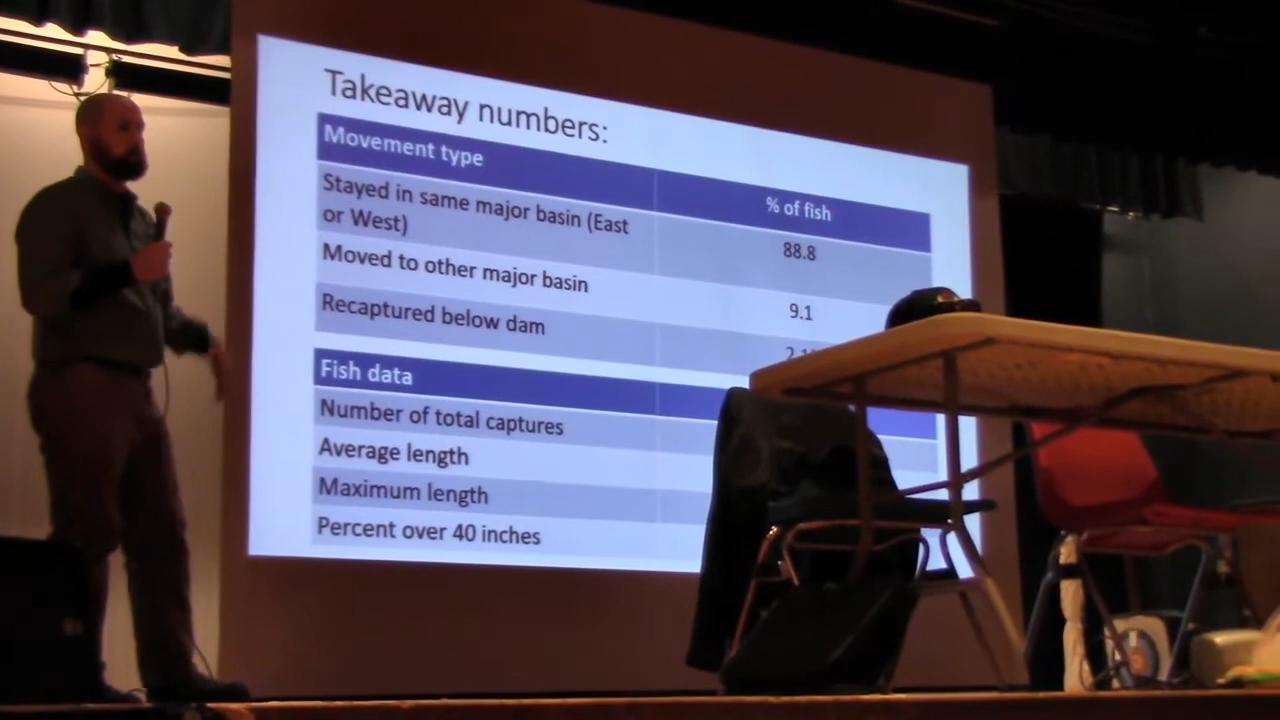 Takeaway numbers:
Movement type
% of fish
Stayed in same major basin (East
or West)
88.8
Moved to other major basin
9.1
Recaptured below dam
Fish data
Number of total captures
Average length
Maximum length
Percent over 40 inches